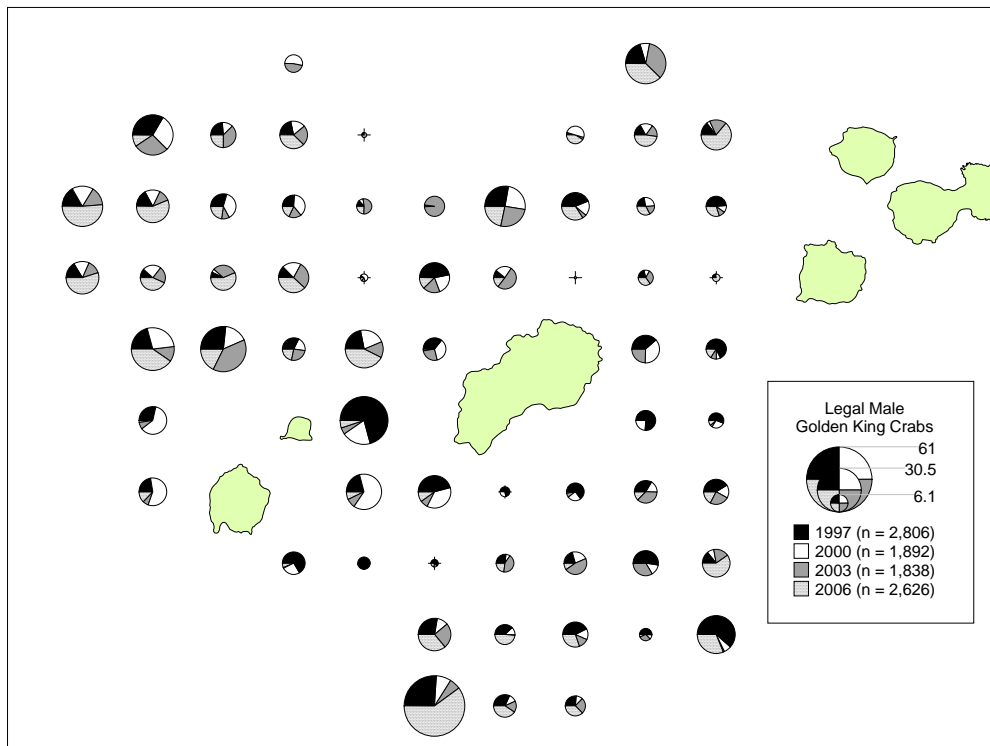 Legal Male
Golden King Crabs
61
30.5
6.1
1997 (n = 2,806)
2000 (n = 1,892)
2003 (n = 1,838)
2006 (n = 2,626)